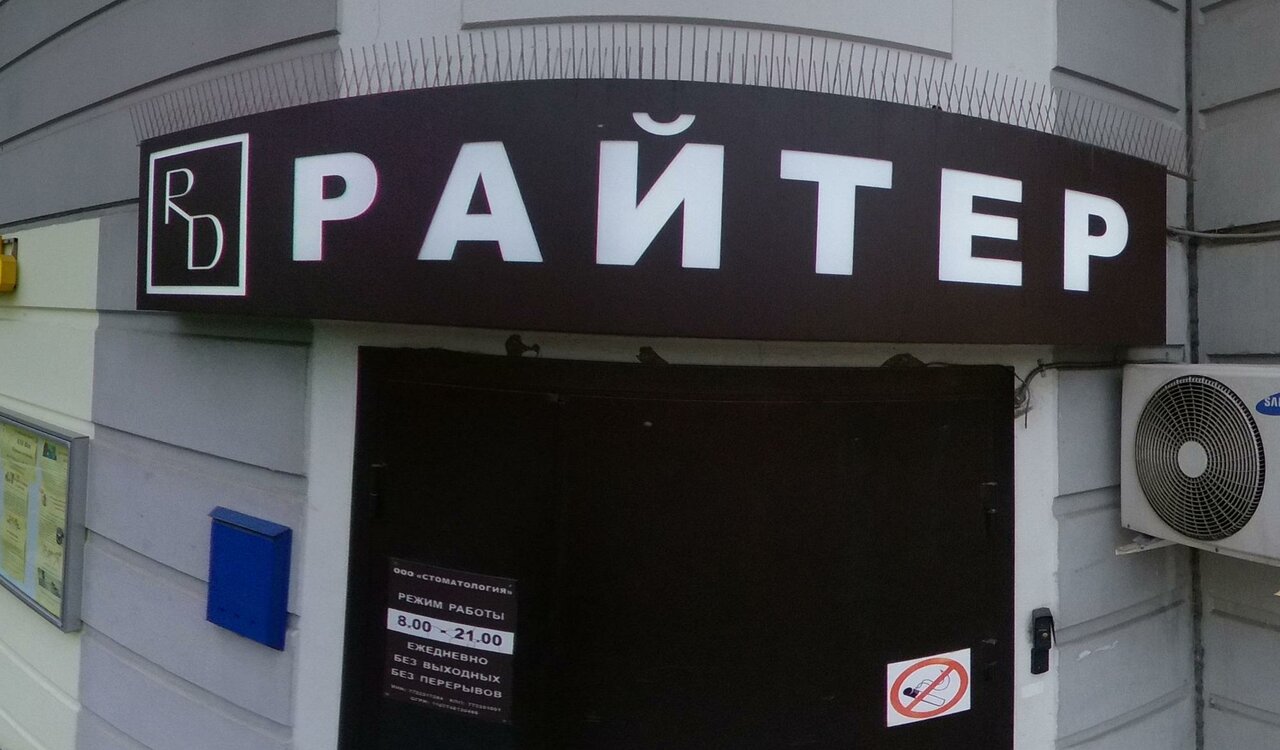 RD
РАЙТЕР
ООО «СТОМАТОЛОГИЯ»
РЕЖИМ РАБОТЫ
8.00 - 21.00
ЕЖЕДНЕВНО
БЕЗ ВЫХОДНЫХ
БЕЗ ПЕРЕРЫВОВ